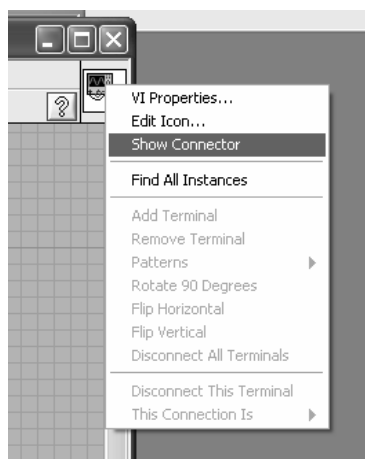 ?
VI Properties...
Edit Icon...
Show Connector
Find All Instances
Add Terminal
Remove Terminal
Patterns
Rotate 90 Degrees
Flip Horizontal
Flip Vertical
Disconnect All Terminals
Disconnect This Terminal
This Connection Is